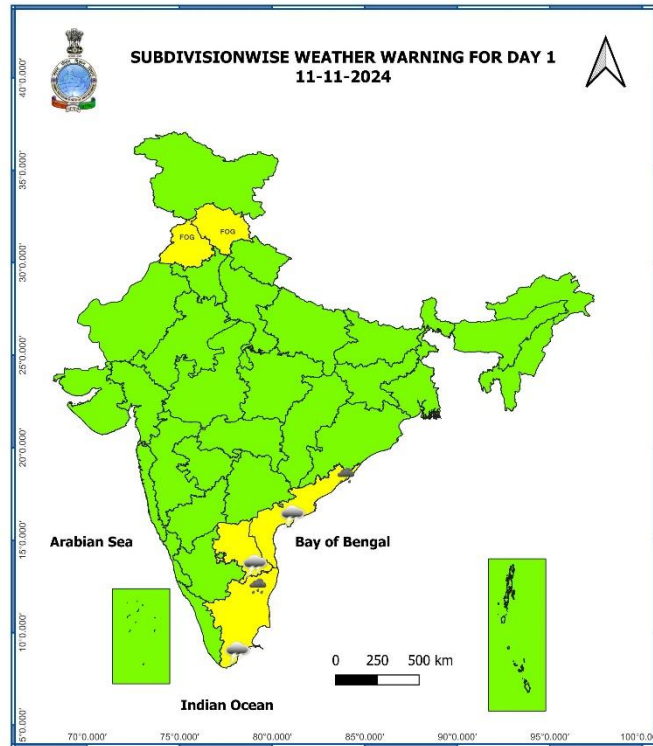 SUBDIVISIONWISE WEATHER WARNING FOR DAY 1
11-11-2024
40°0.000'
35°0.000'
30°0.000'
25°0.000'
20°0.000'
15°0.000'
10°0.000'
5°0.000'
FOG
FOG
Arabian Sea
Bay of Bengal
0 250 500 km
Indian Ocean
70°0.000' 75°0.000' 80°0.000' 85°0.000' 90°0.000' 95°0.000' 100°0.00